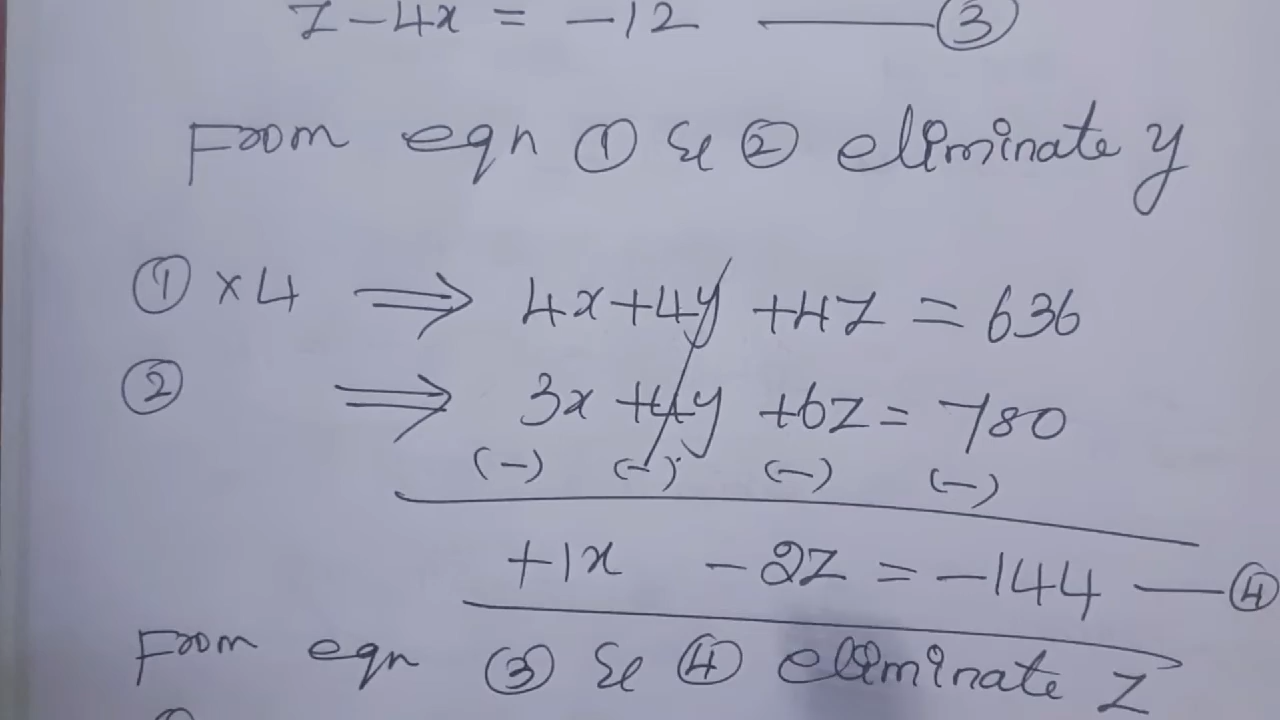 z - 4x = -12 ——— ③
From eqn ① & ② eliminate y
① × 4 ⟹ 4x + 4y + 4z = 636
② ⟹ 3x + 4y + 6z = 780
(-) (-) (-) (-)
+1x - 2z = -144 —— ④
From eqn ③ & ④ eliminate z